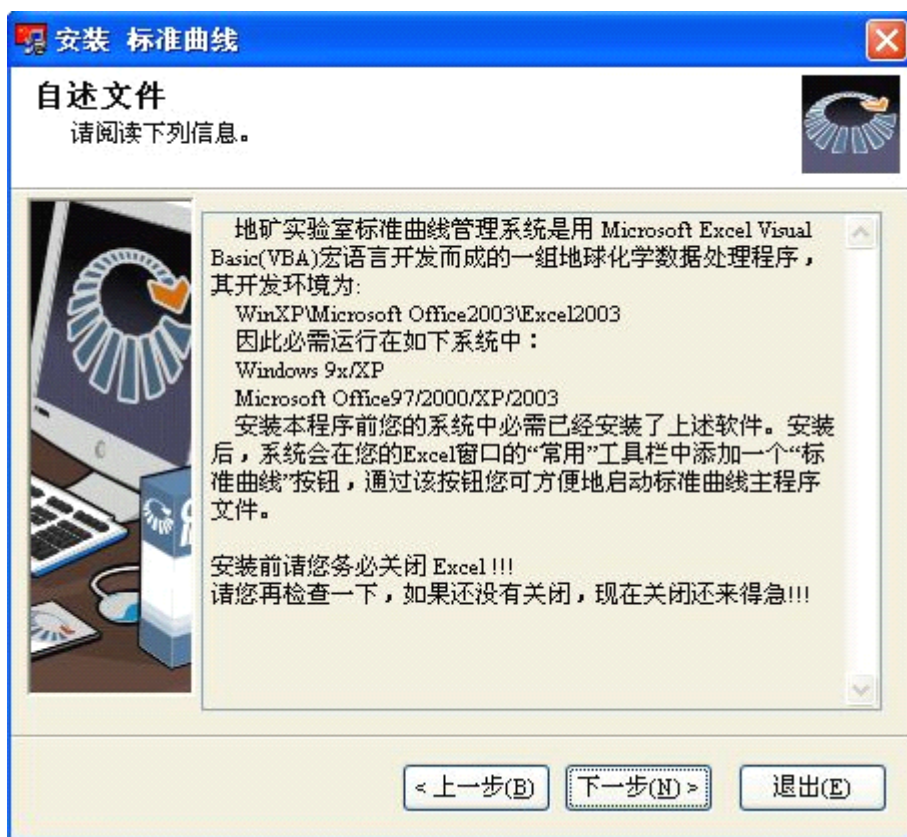 安装 标准曲线
自述文件
请阅读下列信息。
地矿实验室标准曲线管理系统是用 Microsoft Excel Visual
Basic(VBA)宏语言开发而成的一组地球化学数据处理程序，
其开发环境为:
WinXP\Microsoft Office2003\Excel2003
因此必需运行在如下系统中：
Windows 9x/XP
Microsoft Office97/2000/XP/2003
安装本程序前您的系统中必需已经安装了上述软件。安装
后，系统会在您的Excel窗口的“常用”工具栏中添加一个“标
准曲线”按钮，通过该按钮您可方便地启动标准曲线主程序
文件。
安装前请您务必关闭 Excel !!!
请您再检查一下，如果还没有关闭，现在关闭还来得急!!!
< 上一步(B)
下一步(N) >
退出(E)